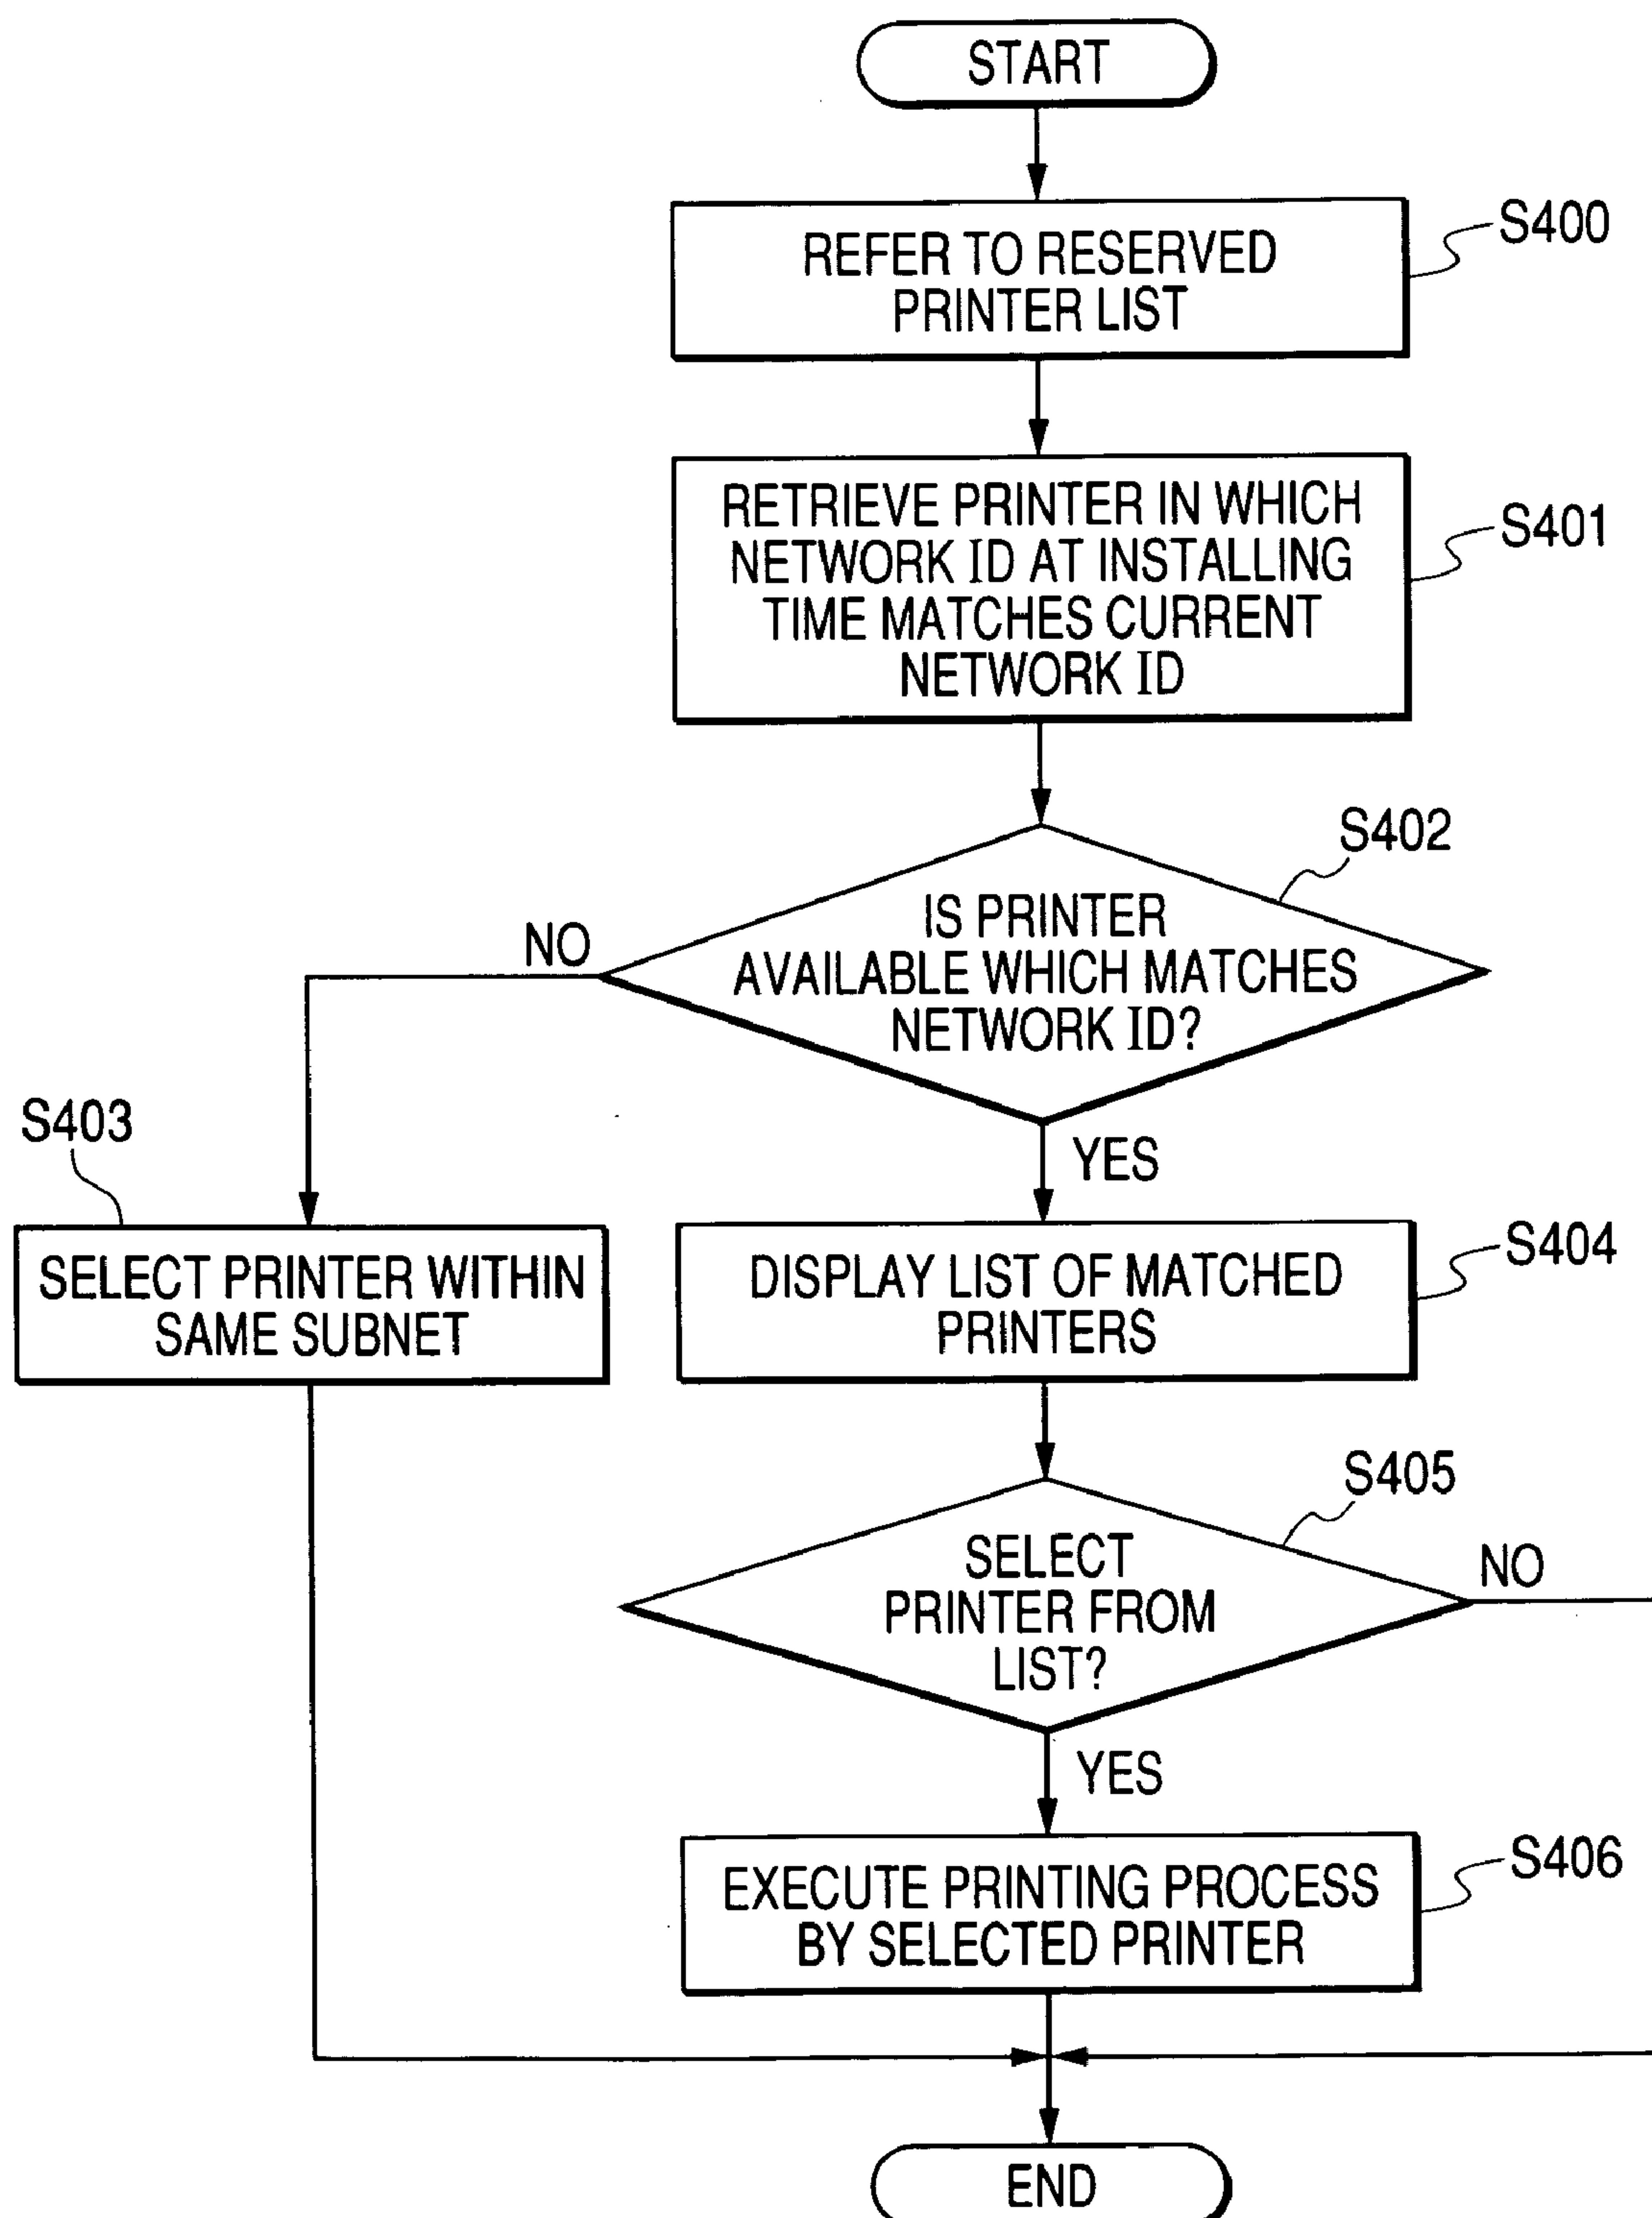 START
REFER TO RESERVED
PRINTER LIST
S400
RETRIEVE PRINTER IN WHICH
NETWORK ID AT INSTALLING
TIME MATCHES CURRENT
NETWORK ID
S401
S402
IS PRINTER
AVAILABLE WHICH MATCHES
NETWORK ID?
NO
YES
S403
SELECT PRINTER WITHIN
SAME SUBNET
DISPLAY LIST OF MATCHED
PRINTERS
S404
S405
SELECT
PRINTER FROM
LIST?
NO
YES
EXECUTE PRINTING PROCESS
BY SELECTED PRINTER
S406
END